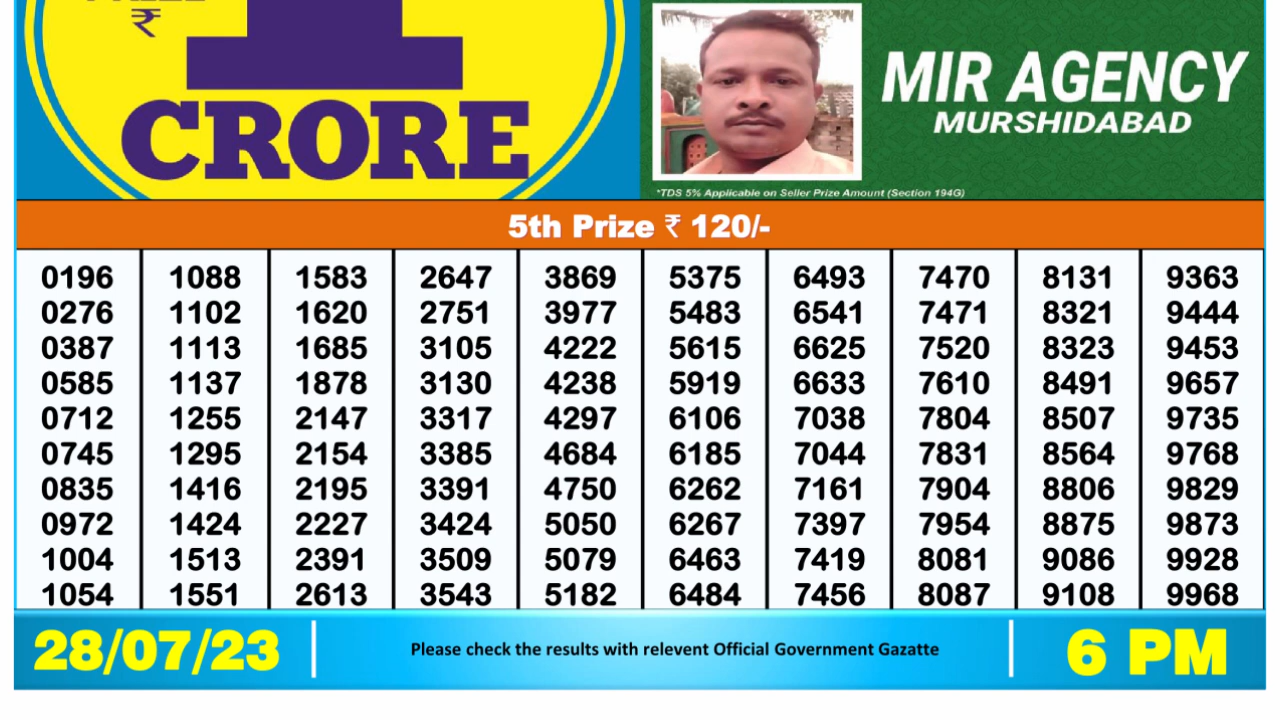 ₹
CRORE
MIR AGENCY
MURSHIDABAD
*TDS 5% Applicable on Seller Prize Amount (Section 194G)
5th Prize ₹ 120/-
0196 1088 1583 2647 3869 5375 6493 7470 8131 9363
0276 1102 1620 2751 3977 5483 6541 7471 8321 9444
0387 1113 1685 3105 4222 5615 6625 7520 8323 9453
0585 1137 1878 3130 4238 5919 6633 7610 8491 9657
0712 1255 2147 3317 4297 6106 7038 7804 8507 9735
0745 1295 2154 3385 4684 6185 7044 7831 8564 9768
0835 1416 2195 3391 4750 6262 7161 7904 8806 9829
0972 1424 2227 3424 5050 6267 7397 7954 8875 9873
1004 1513 2391 3509 5079 6463 7419 8081 9086 9928
1054 1551 2613 3543 5182 6484 7456 8087 9108 9968
28/07/23
Please check the results with relevent Official Government Gazatte
6 PM